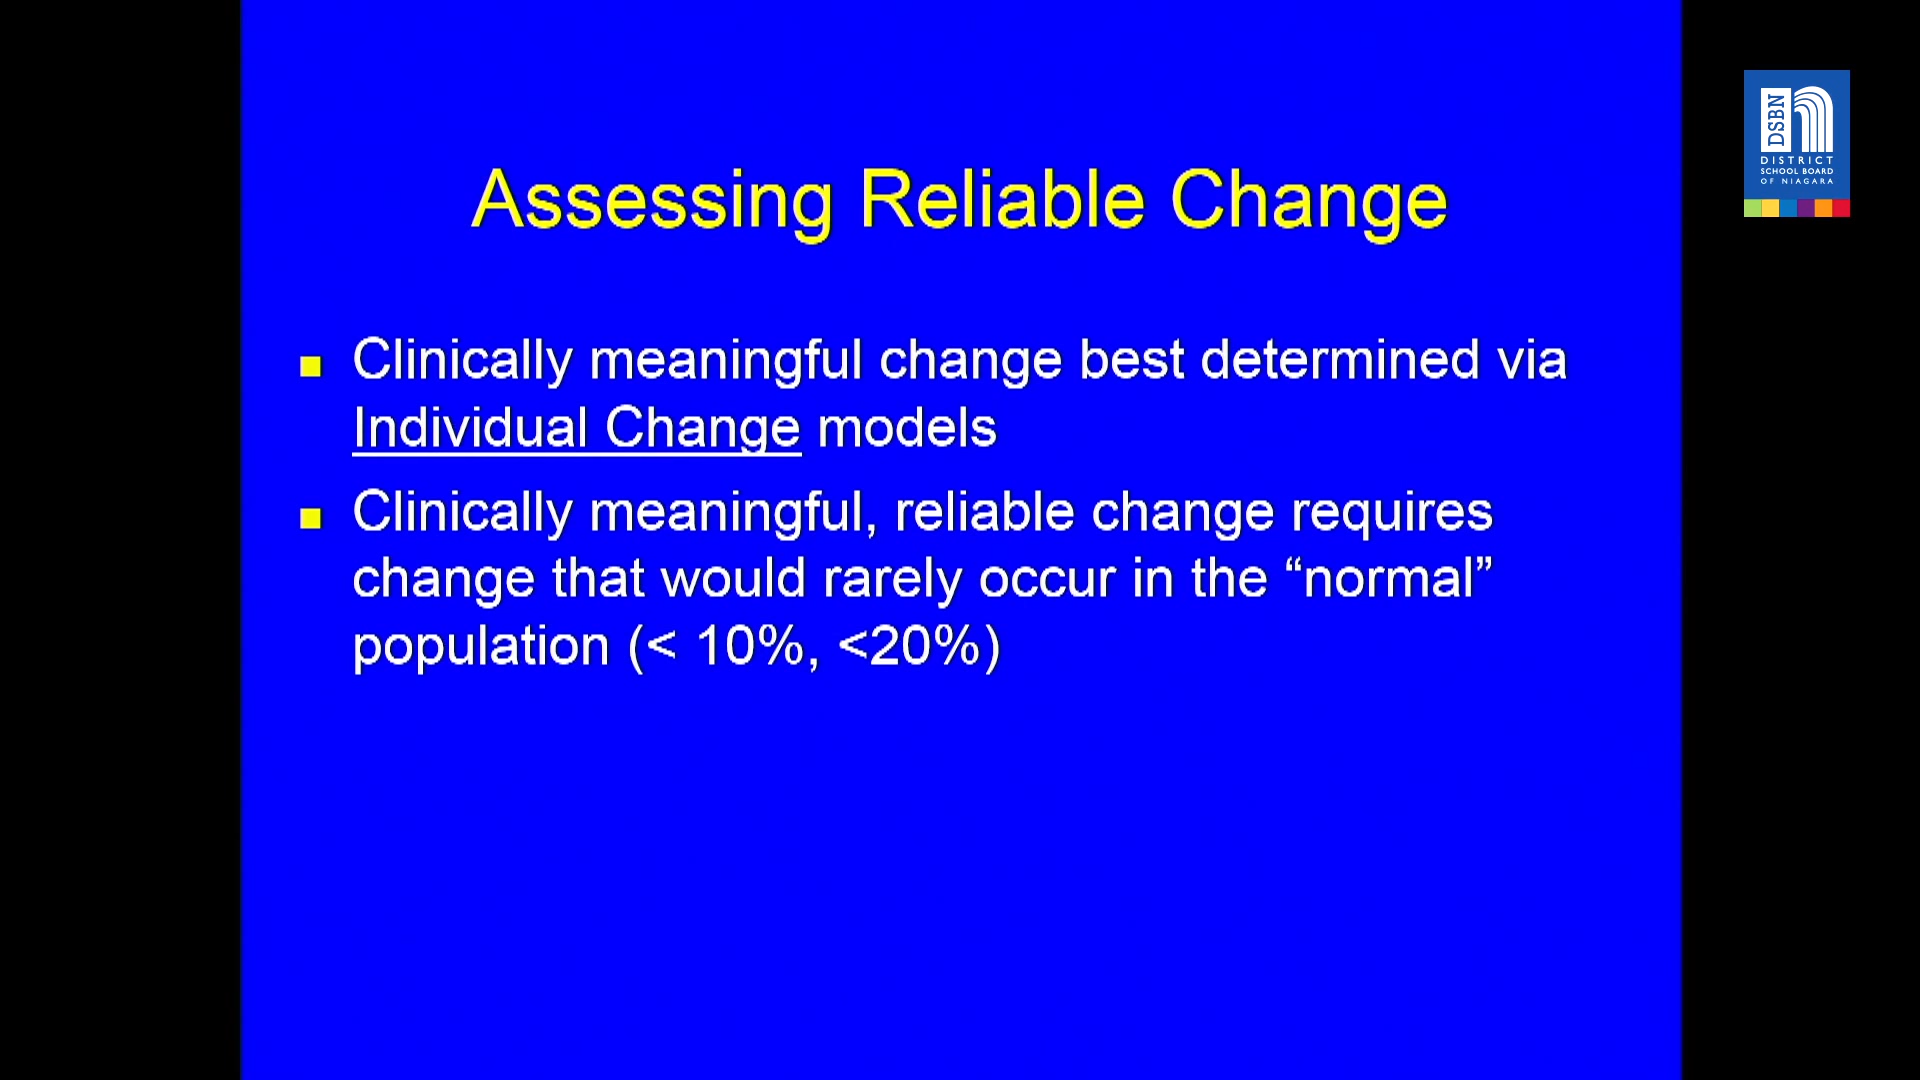 Assessing Reliable Change
Clinically meaningful change best determined via
Individual Change models
Clinically meaningful, reliable change requires
change that would rarely occur in the “normal”
population (< 10%, <20%)
DSBN
DISTRICT
SCHOOL BOARD
OF NIAGARA